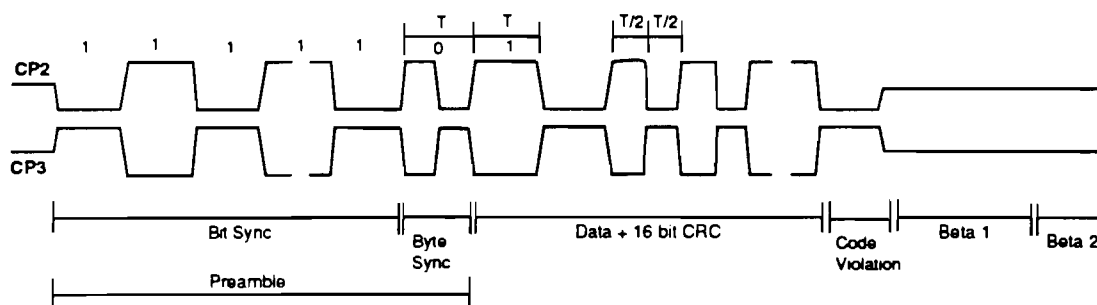 T T T/2 T/2
1 1 1 1 1 0 1
CP2
CP3
Bit Sync
Byte
Sync
Data + 16 bit CRC
Code
Violation
Beta 1
Beta 2
Preamble